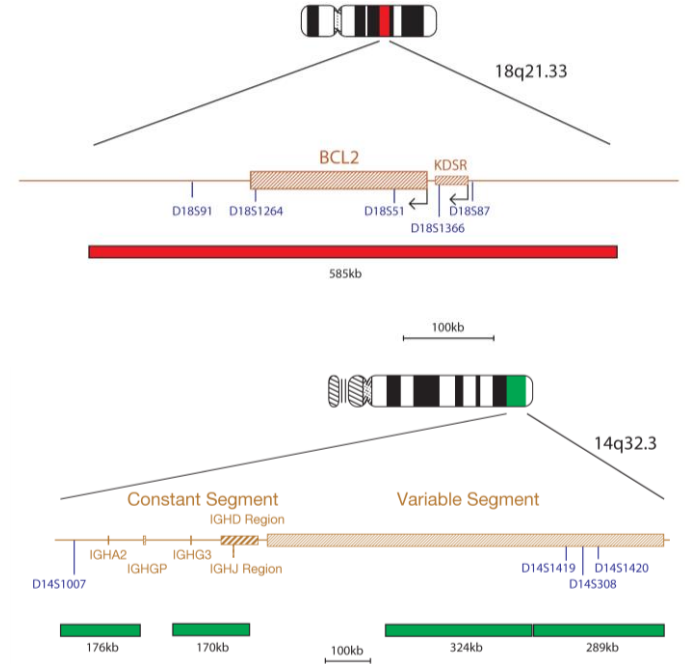 18q21.33
BCL2
KDSR
D18S91
D18S1264
D18S51
D18S87
D18S1366
585kb
100kb
14q32.3
Constant Segment
Variable Segment
IGHD Region
IGHA2
IGHG3
IGHJ Region
IGHGP
D14S1007
D14S1419
D14S1420
D14S308
176kb
170kb
324kb
289kb
100kb